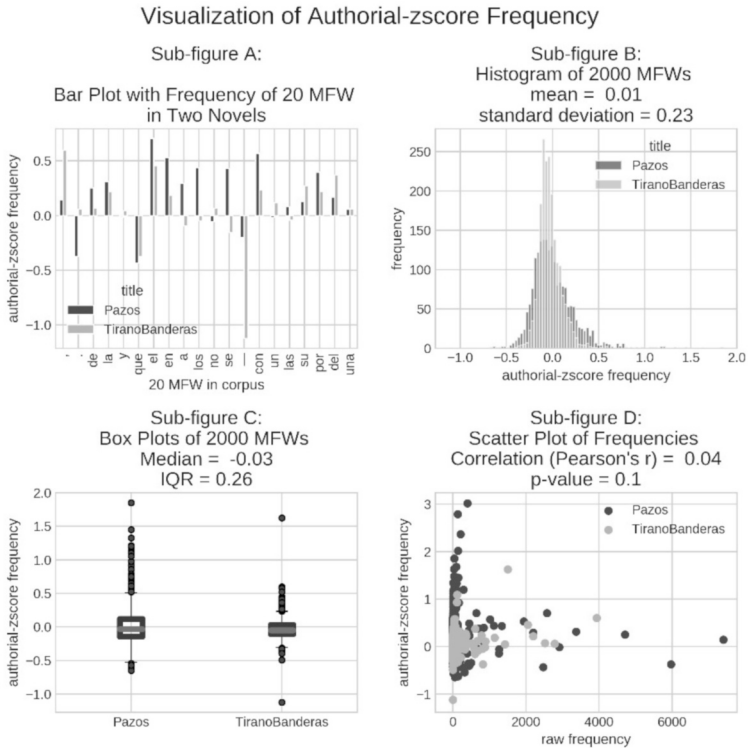 Visualization of Authorial-zscore Frequency
Sub-figure A:
Bar Plot with Frequency of 20 MFW
in Two Novels
authorial-zscore frequency
0.5
0.0
−0.5
−1.0
title
Pazos
TiranoBanderas
,
.
de
la
y
que
el
en
a
los
no
se
—
con
un
las
su
por
del
una
20 MFW in corpus
Sub-figure B:
Histogram of 2000 MFWs
mean = 0.01
standard deviation = 0.23
frequency
250
200
150
100
50
0
title
Pazos
TiranoBanderas
−1.0
−0.5
0.0
0.5
1.0
1.5
2.0
authorial-zscore frequency
Sub-figure C:
Box Plots of 2000 MFWs
Median = -0.03
IQR = 0.26
authorial-zscore frequency
2.0
1.5
1.0
0.5
0.0
−0.5
−1.0
Pazos
TiranoBanderas
Sub-figure D:
Scatter Plot of Frequencies
Correlation (Pearson's r) = 0.04
p-value = 0.1
authorial-zscore frequency
3
2
1
0
−1
Pazos
TiranoBanderas
0
2000
4000
6000
raw frequency